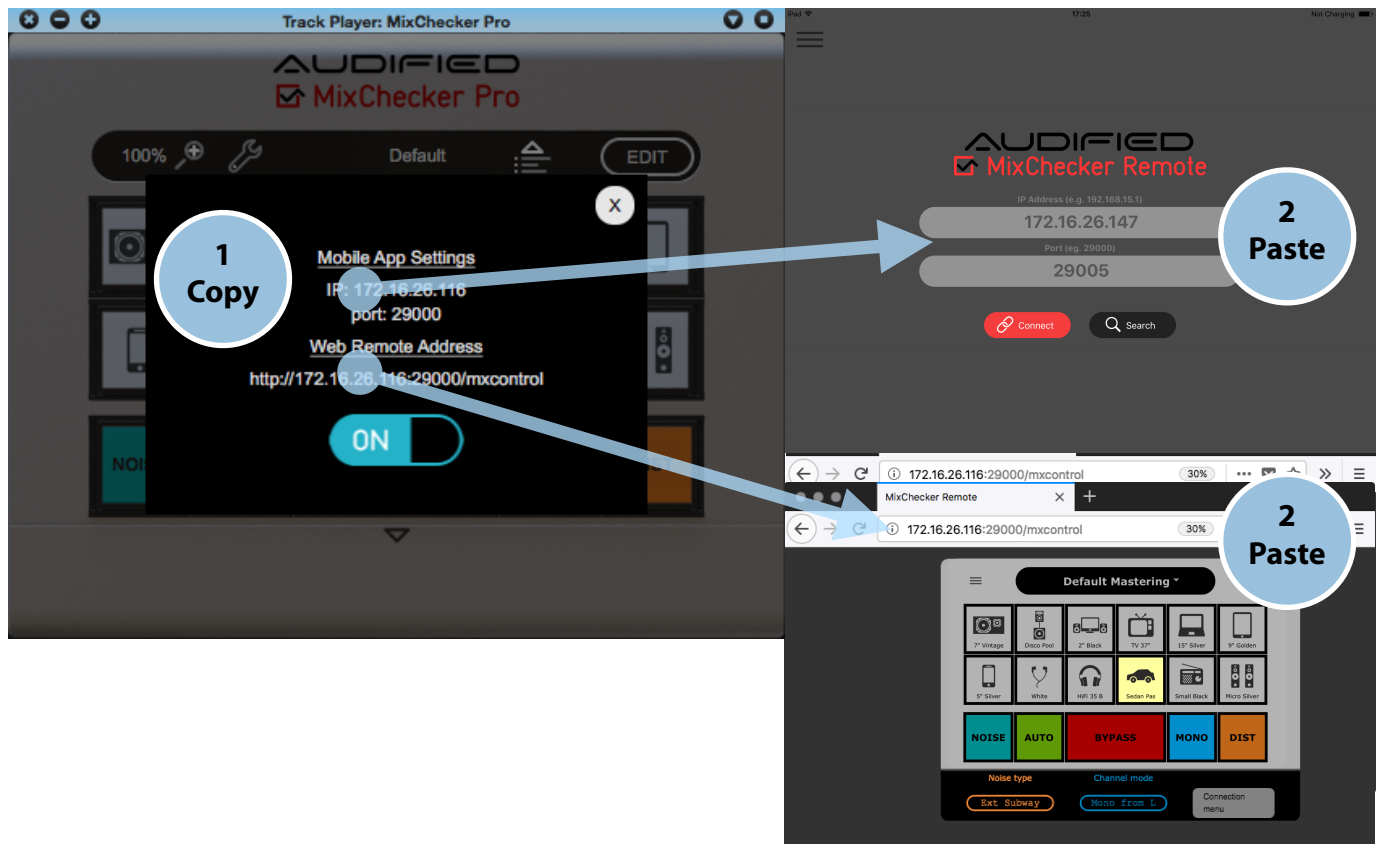 Track Player: MixChecker Pro
AUDIFIED
MixChecker Pro
100%
Default
EDIT
X
1
Copy
Mobile App Settings
IP: 172.16.26.116
port: 29000
Web Remote Address
http://172.16.26.116:29000/mxcontrol
ON
NOI
iPad
17:25
Not Charging
AUDIFIED
MixChecker Remote
IP Address (e.g. 192.168.15.1)
172.16.26.147
Port (eg. 29000)
29005
Connect
Search
2
Paste
172.16.26.116:29000/mxcontrol
30%
MixChecker Remote
172.16.26.116:29000/mxcontrol
30%
2
Paste
Default Mastering
7" Vintage
Disco Pool
2" Black
TV 37"
15" Silver
9" Golden
5" Silver
White
HiFi 35 B
Sedan Pas
Small Black
Micro Silver
NOISE
AUTO
BYPASS
MONO
DIST
Noise type
Channel mode
Ext Subway
Mono from L
Connection
menu